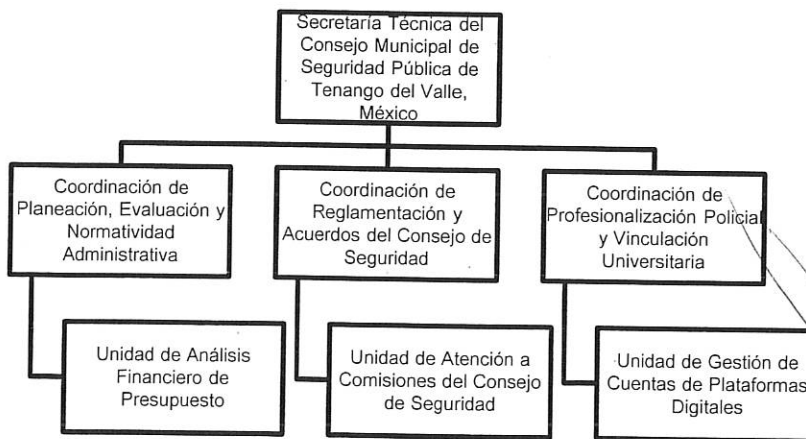 Secretaría Técnica del
Consejo Municipal de
Seguridad Pública de
Tenango del Valle,
México
Coordinación de
Planeación, Evaluación y
Normatividad
Administrativa
Coordinación de
Reglamentación y
Acuerdos del Consejo de
Seguridad
Coordinación de
Profesionalización Policial
y Vinculación
Universitaria
Unidad de Análisis
Financiero de
Presupuesto
Unidad de Atención a
Comisiones del Consejo
de Seguridad
Unidad de Gestión de
Cuentas de Plataformas
Digitales